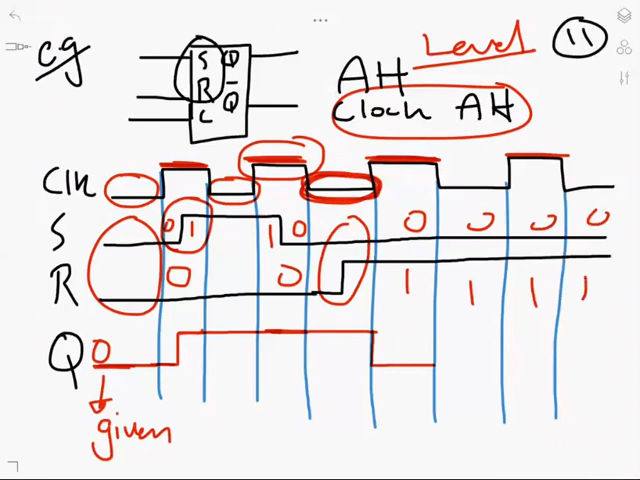 eg
S Q
R Q̅
C
AH
Level
11
Clock AH
Clk
S 0 1 1 0 0 0 0 0
R 0 0 1 1 1 1
Q 0
given